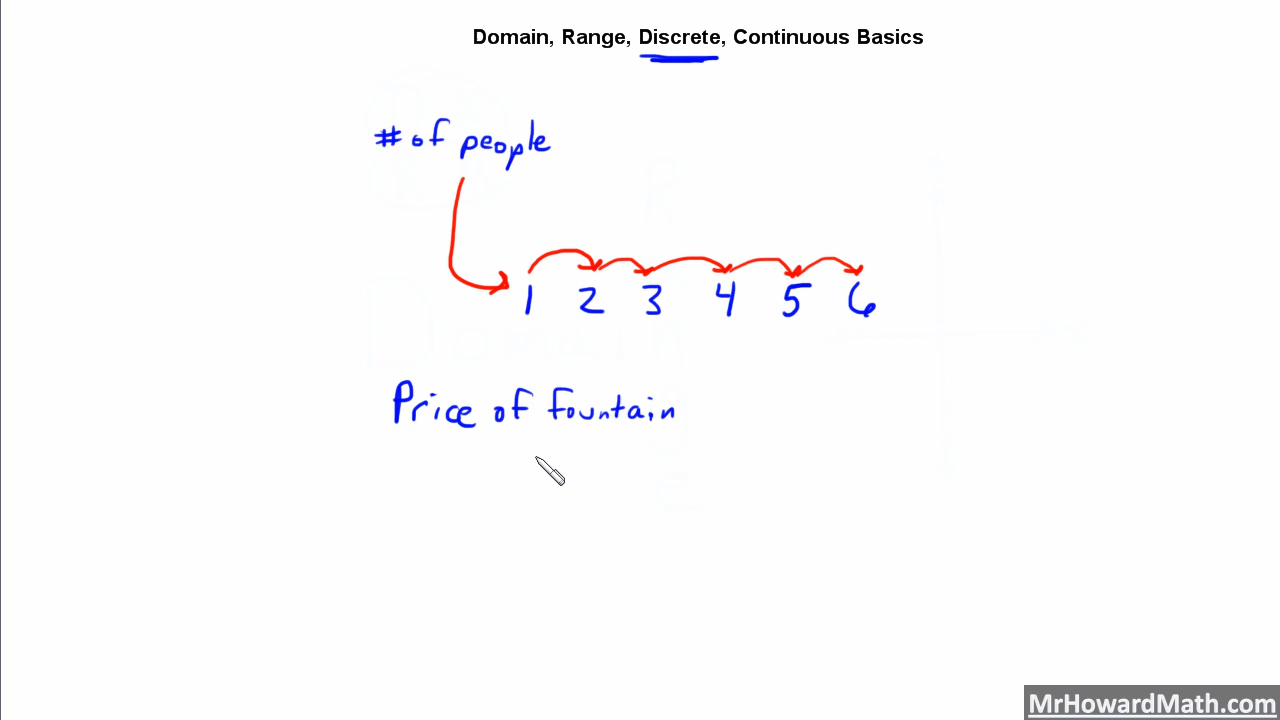 Domain, Range, Discrete, Continuous Basics
# of people
1 2 3 4 5 6
Price of fountain
MrHowardMath.com